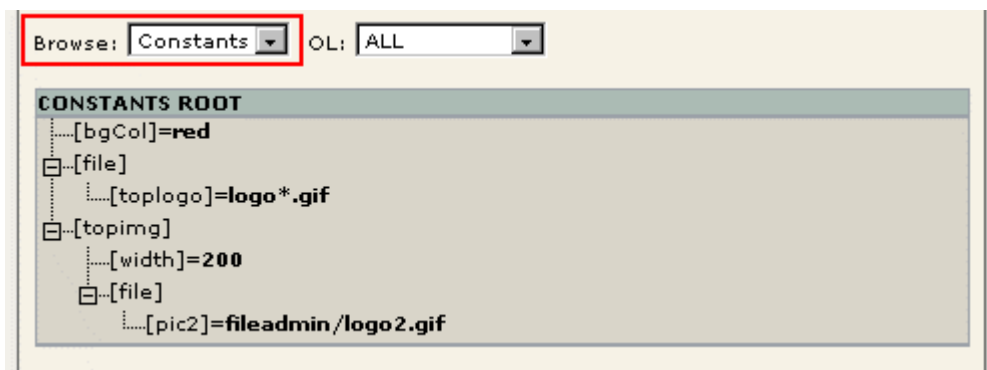 Browse: Constants OL: ALL
CONSTANTS ROOT
[bgCol]=red
[file]
[toplogo]=logo*.gif
[topimg]
[width]=200
[file]
[pic2]=fileadmin/logo2.gif